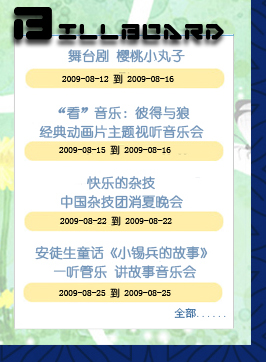 BILLBOARD
舞台剧 樱桃小丸子
2009-08-12 到 2009-08-16
“看”音乐：彼得与狼
经典动画片主题视听音乐会
2009-08-15 到 2009-08-16
快乐的杂技
中国杂技团消夏晚会
2009-08-22 到 2009-08-22
安徒生童话《小锡兵的故事》
一听管乐 讲故事音乐会
2009-08-25 到 2009-08-25
全部......